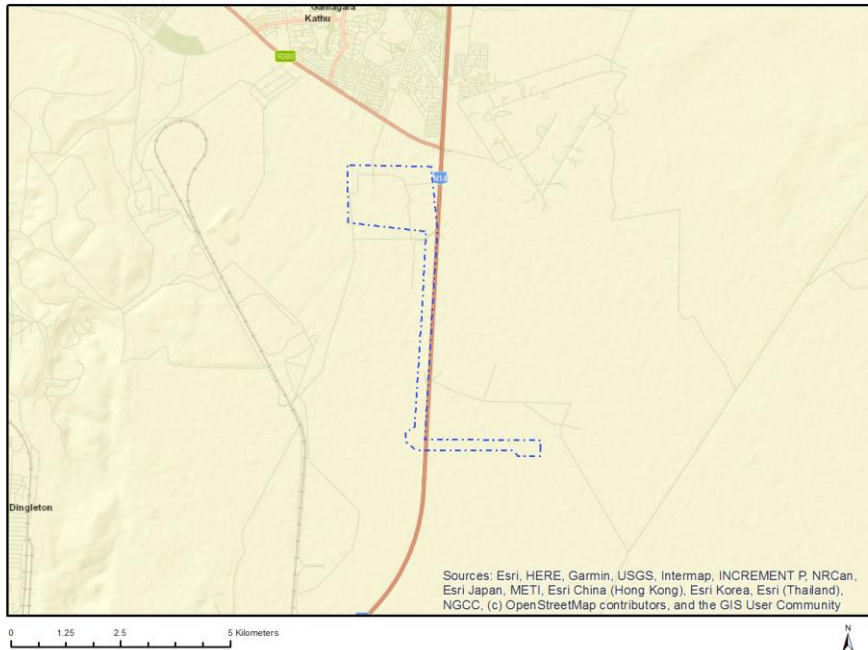 Gamagara
Kathu
R380
N14
Dingleton
Sources: Esri, HERE, Garmin, USGS, Intermap, INCREMENT P, NRCan,
Esri Japan, METI, Esri China (Hong Kong), Esri Korea, Esri (Thailand),
NGCC, (c) OpenStreetMap contributors, and the GIS User Community
0 1.25 2.5 5 Kilometers
N